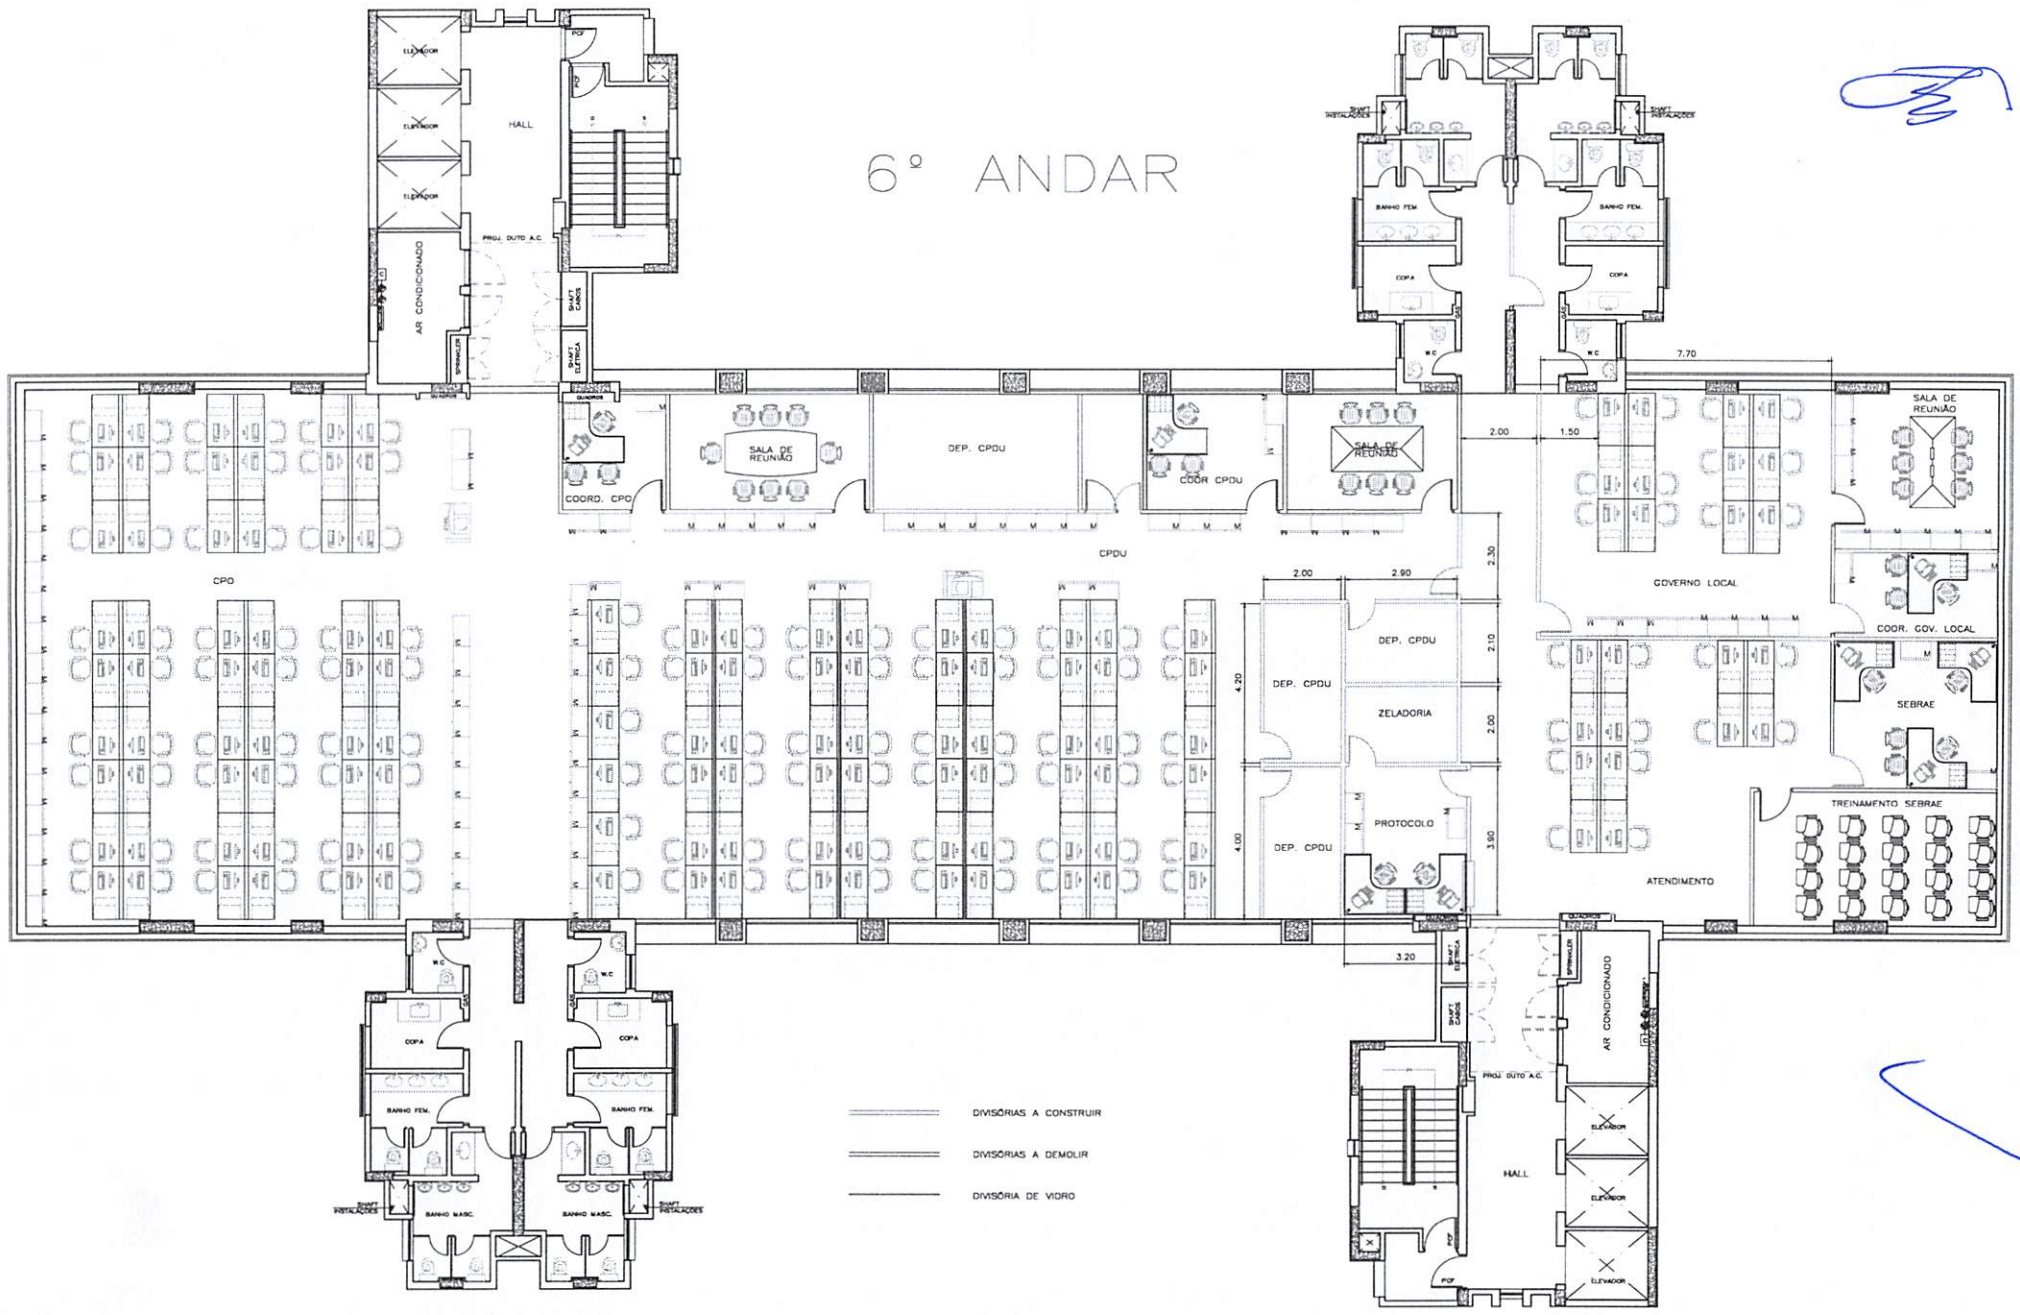 6º ANDAR
ELEVADOR
ELEVADOR
ELEVADOR
HALL
PCF
PCF
PROJ. DUTO A.C.
AR CONDICIONADO
SPRINKLER
SHAFT
CABOS
SHAFT
ELÉTRICA
QUADROS
QUADROS
SHAFT
INSTALAÇÕES
SHAFT
INSTALAÇÕES
BANHO FEM.
BANHO FEM.
COPA
COPA
GÁS
GÁS
W.C
W.C
7.70
2.00
1.50
COORD. CPO
SALA DE
REUNIÃO
DEP. CPDU
COOR CPDU
SALA DE
REUNIÃO
SALA DE
REUNIÃO
CPO
CPDU
2.30
2.00
2.90
GOVERNO LOCAL
COOR. GOV. LOCAL
DEP. CPDU
2.10
4.20
DEP. CPDU
ZELADORIA
2.00
SEBRAE
TREINAMENTO SEBRAE
PROTOCOLO
4.00
DEP. CPDU
3.90
ATENDIMENTO
QUADROS
QUADROS
3.20
SHAFT
ELÉTRICA
SPRINKLER
SHAFT
CABOS
AR CONDICIONADO
PROJ. DUTO A.C.
W.C
W.C
GÁS
GÁS
COPA
COPA
BANHO FEM.
BANHO FEM.
SHAFT
INSTALAÇÕES
BANHO MASC.
BANHO MASC.
SHAFT
INSTALAÇÕES
DIVISÓRIAS A CONSTRUIR
DIVISÓRIAS A DEMOLIR
DIVISÓRIA DE VIDRO
HALL
ELEVADOR
ELEVADOR
ELEVADOR
PCF
PCF